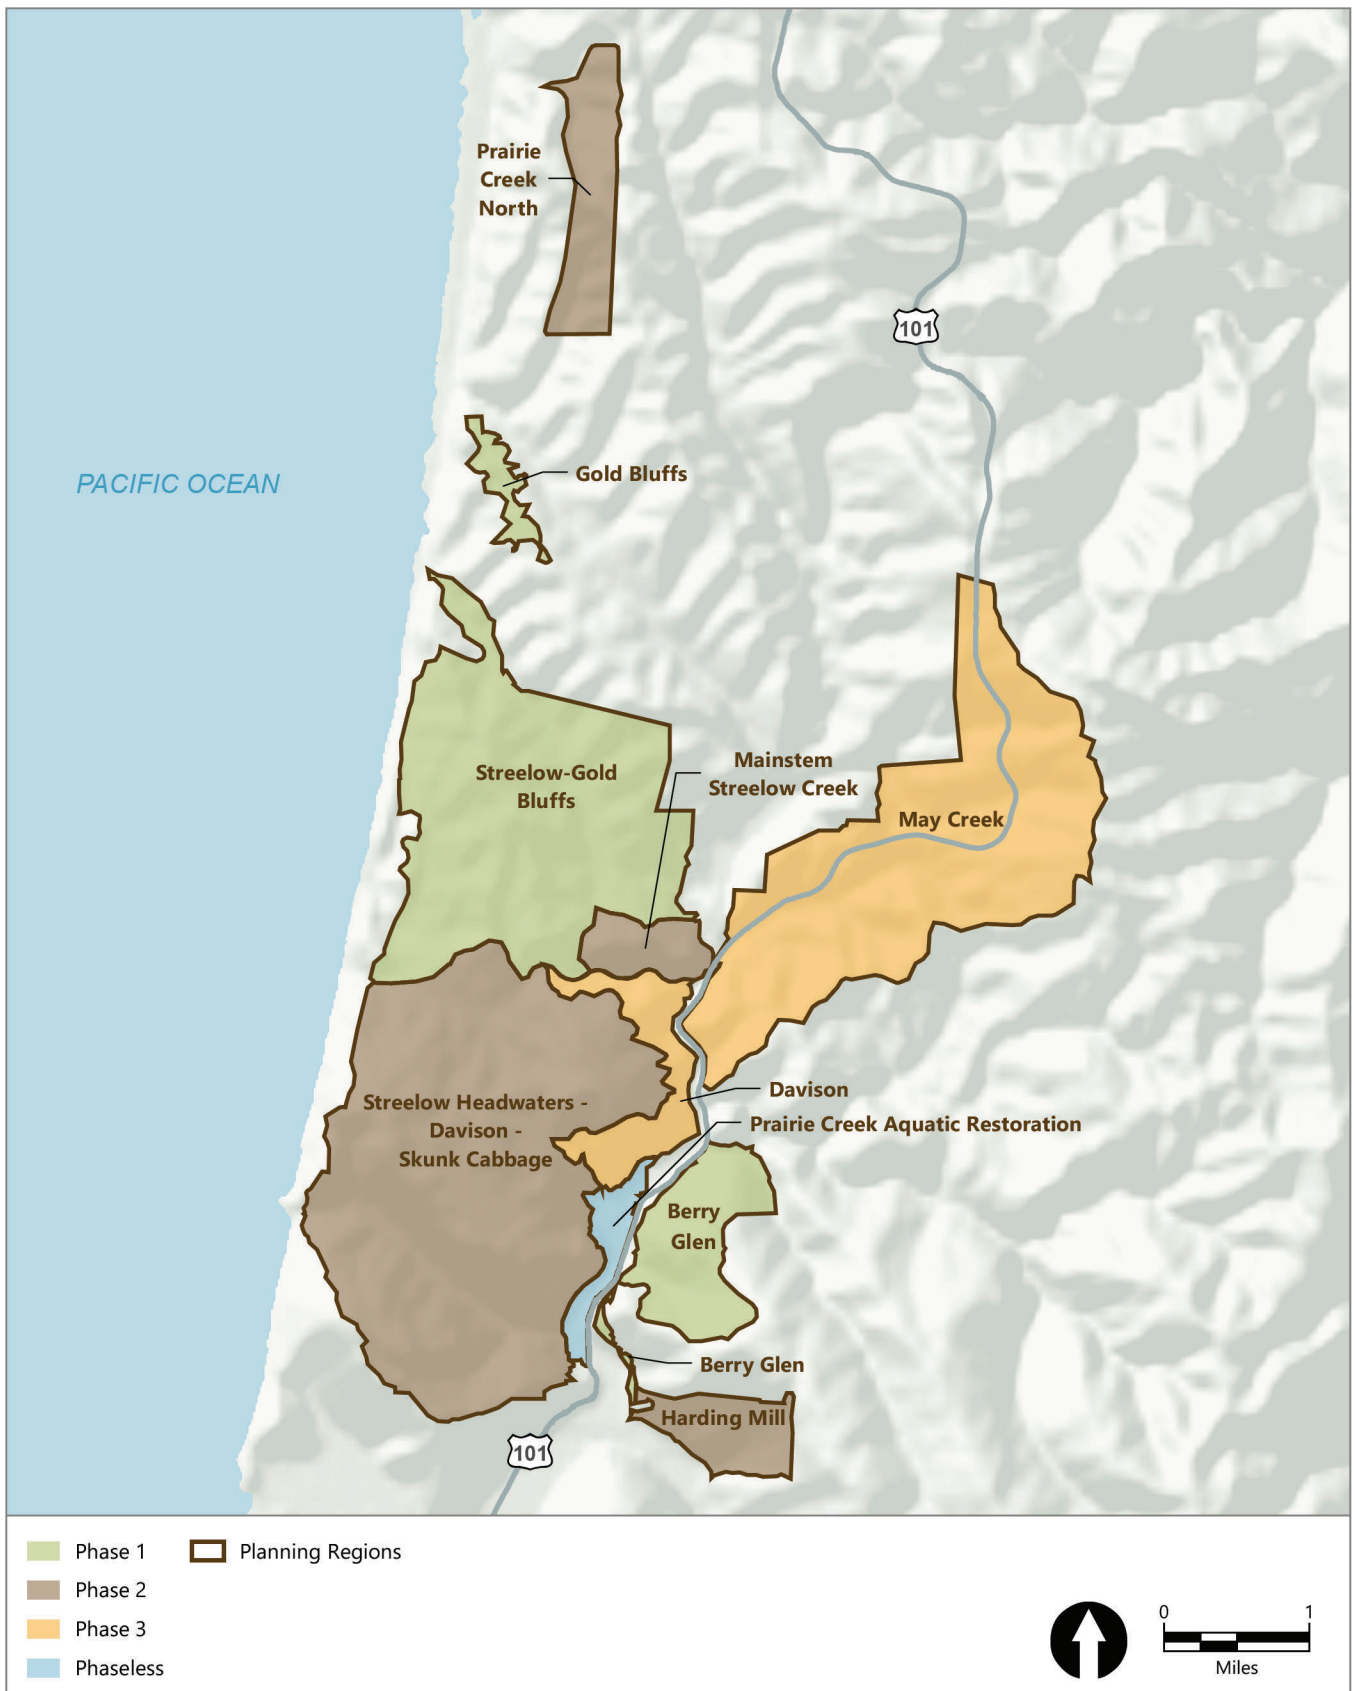 Prairie
Creek
North
101
PACIFIC OCEAN
Gold Bluffs
Streelow-Gold
Bluffs
Mainstem
Streelow Creek
May Creek
Davison
Streelow Headwaters -
Davison -
Skunk Cabbage
Prairie Creek Aquatic Restoration
Berry
Glen
Berry Glen
Harding Mill
101
Phase 1
Planning Regions
Phase 2
Phase 3
Phaseless
0 1
Miles